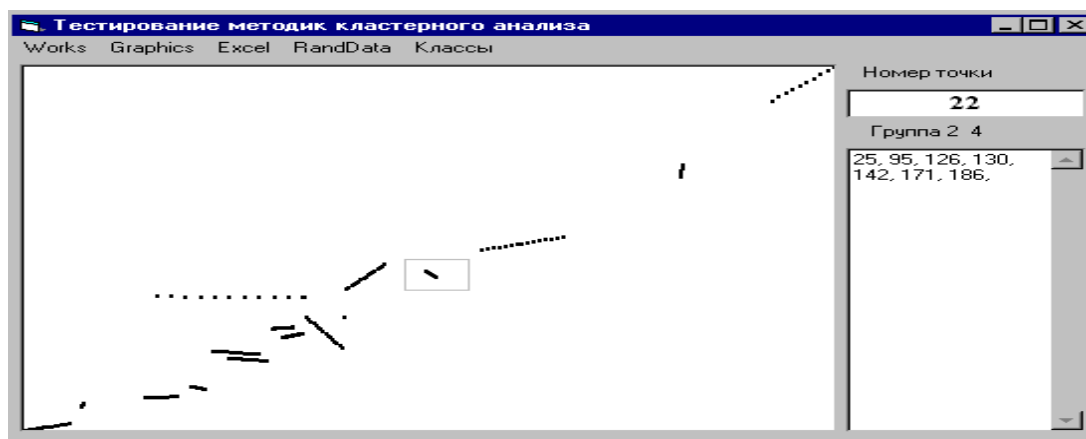 Тестирование методик кластерного анализа
Works Graphics Excel RandData Классы
Номер точки
22
Группа 2 4
25, 95, 126, 130,
142, 171, 186,